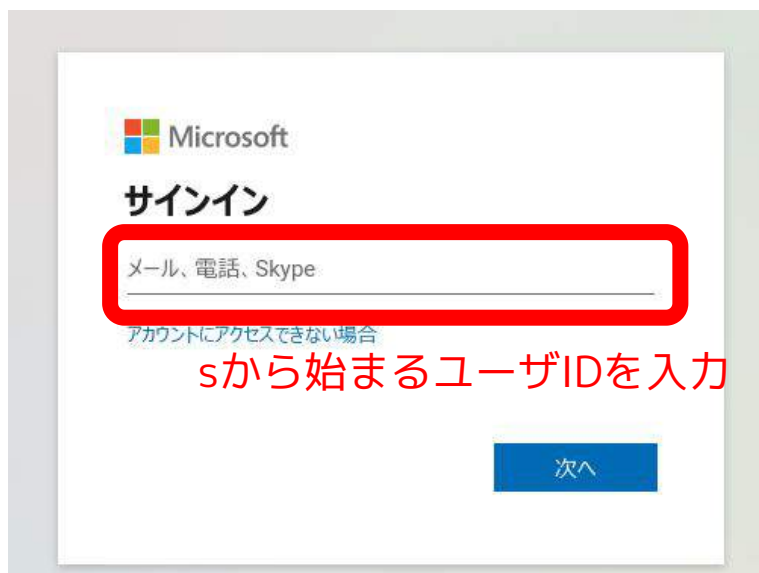 Microsoft
サインイン
メール、電話、Skype
アカウントにアクセスできない場合
sから始まるユーザIDを入力
次へ